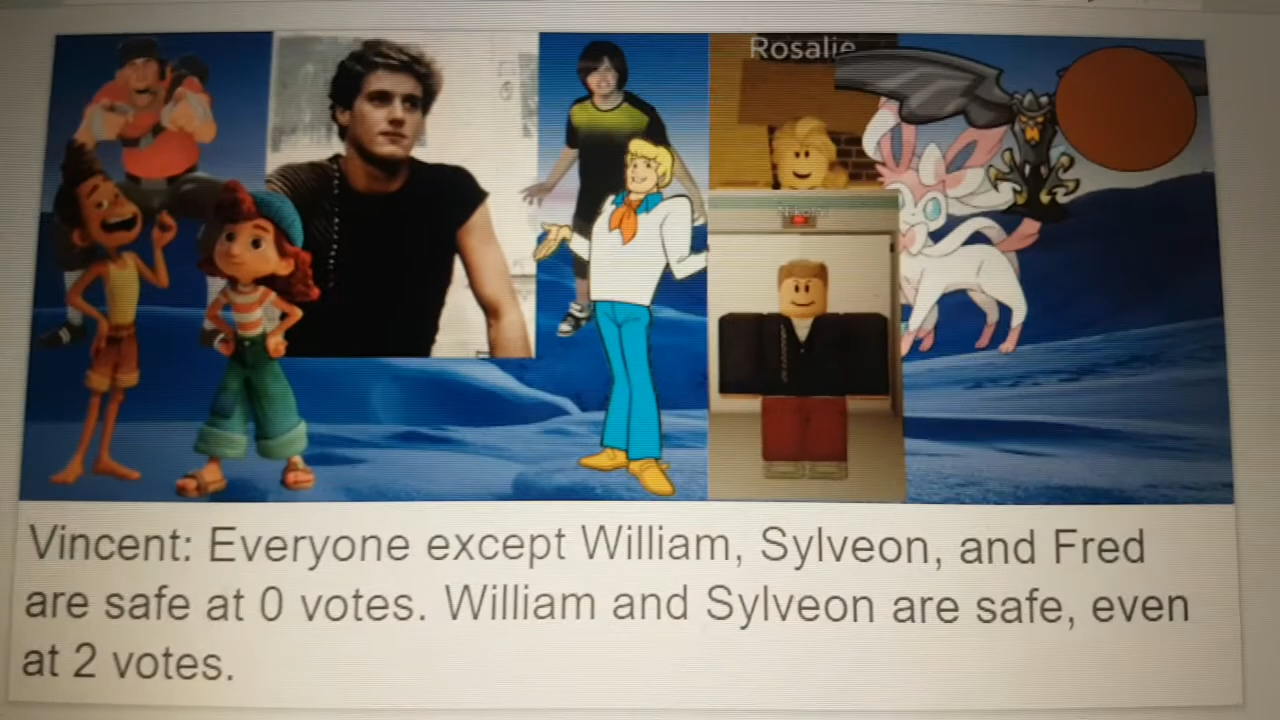 Rosalie
Vincent: Everyone except William, Sylveon, and Fred
are safe at 0 votes. William and Sylveon are safe, even
at 2 votes.